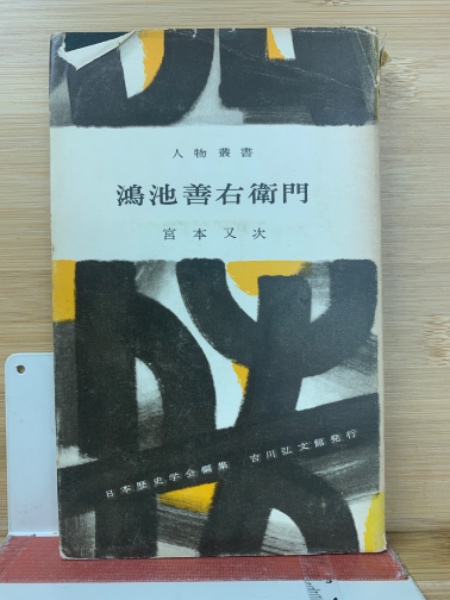 人物叢書
鴻池善右衛門
宮本又次
日本歴史学会編集 吉川弘文館発行